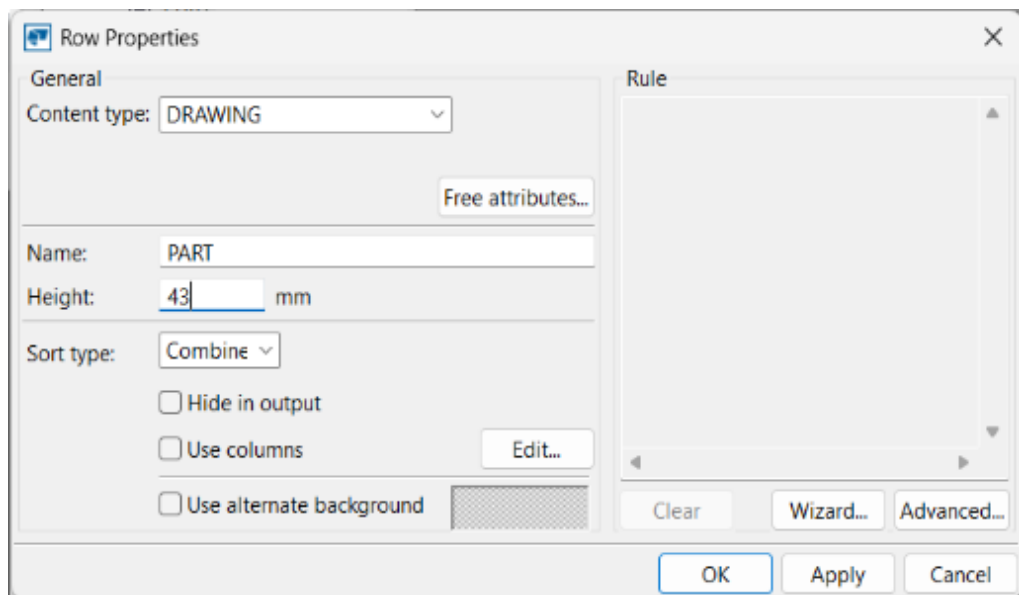 Row Properties
General
Content type: DRAWING
Free attributes...
Name: PART
Height: 43 mm
Sort type: Combine
Hide in output
Use columns Edit...
Use alternate background
Rule
Clear Wizard... Advanced...
OK Apply Cancel